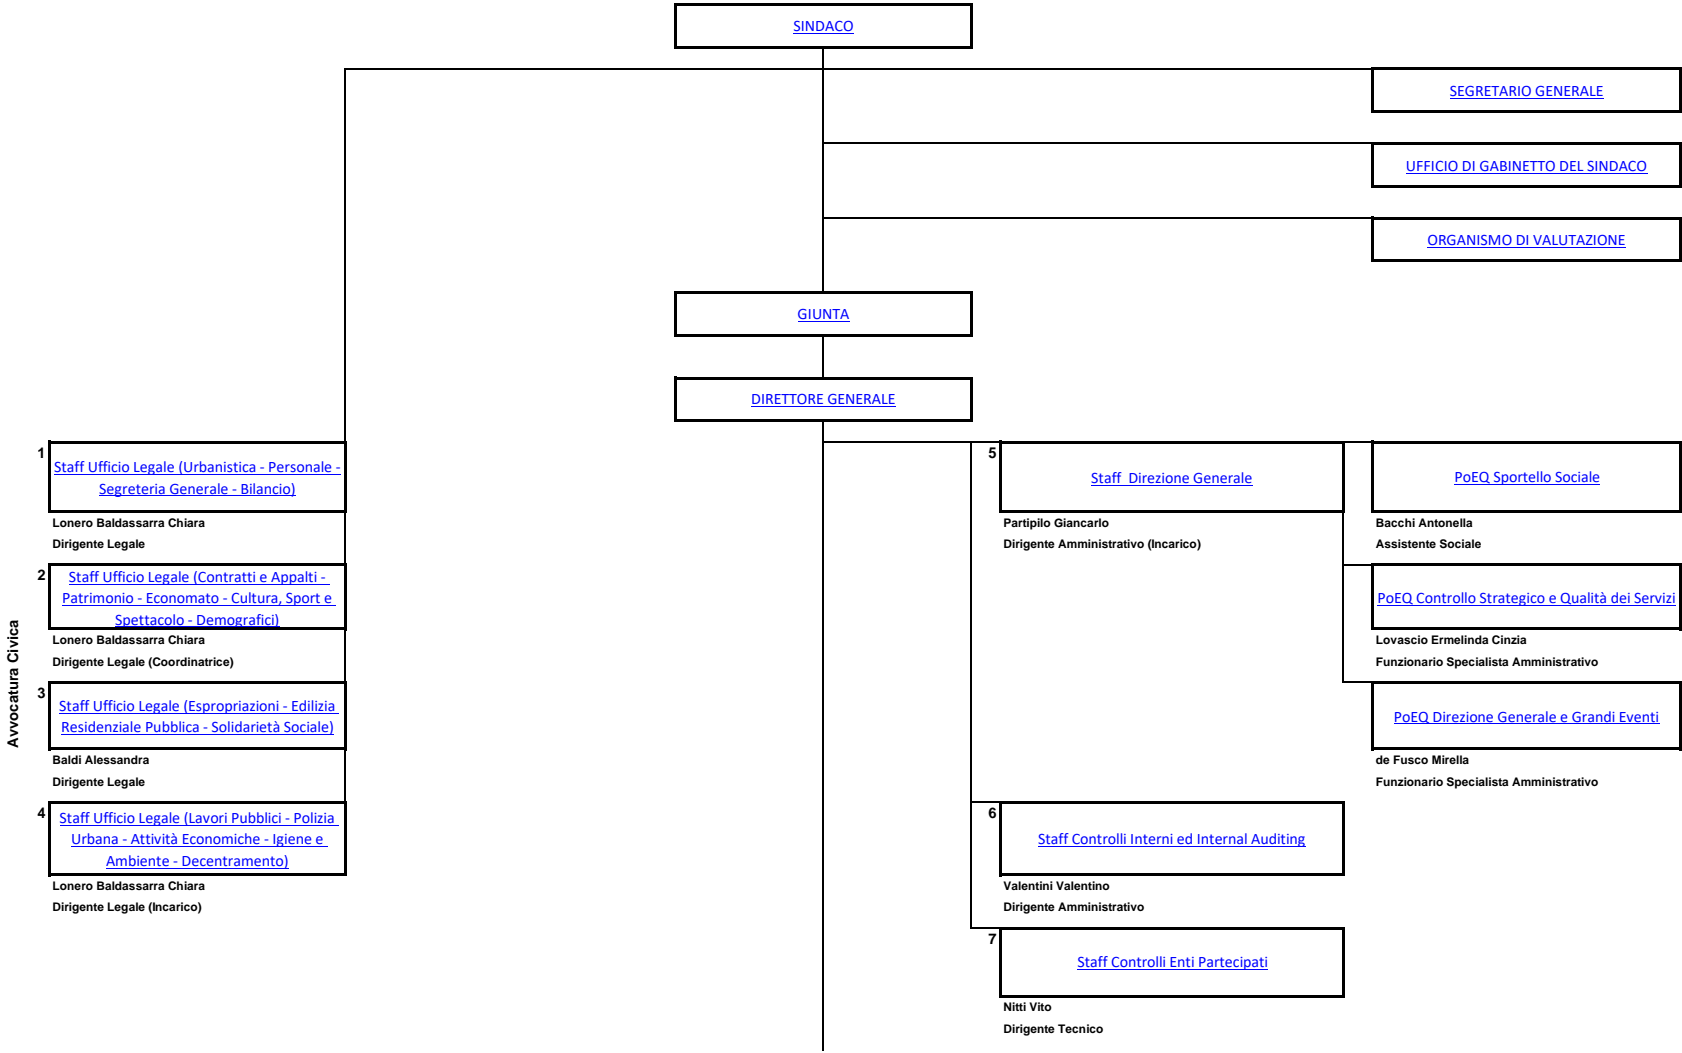 SINDACO
SEGRETARIO GENERALE
UFFICIO DI GABINETTO DEL SINDACO
ORGANISMO DI VALUTAZIONE
GIUNTA
DIRETTORE GENERALE
Avvocatura Civica
1
Staff Ufficio Legale (Urbanistica - Personale -
Segreteria Generale - Bilancio)
Lonero Baldassarra Chiara
Dirigente Legale
2
Staff Ufficio Legale (Contratti e Appalti -
Patrimonio - Economato - Cultura, Sport e
Spettacolo - Demografici)
Lonero Baldassarra Chiara
Dirigente Legale (Coordinatrice)
3
Staff Ufficio Legale (Espropriazioni - Edilizia
Residenziale Pubblica - Solidarietà Sociale)
Baldi Alessandra
Dirigente Legale
4
Staff Ufficio Legale (Lavori Pubblici - Polizia
Urbana - Attività Economiche - Igiene e
Ambiente - Decentramento)
Lonero Baldassarra Chiara
Dirigente Legale (Incarico)
5
Staff  Direzione Generale
Partipilo Giancarlo
Dirigente Amministrativo (Incarico)
PoEQ Sportello Sociale
Bacchi Antonella
Assistente Sociale
PoEQ Controllo Strategico e Qualità dei Servizi
Lovascio Ermelinda Cinzia
Funzionario Specialista Amministrativo
PoEQ Direzione Generale e Grandi Eventi
de Fusco Mirella
Funzionario Specialista Amministrativo
6
Staff Controlli Interni ed Internal Auditing
Valentini Valentino
Dirigente Amministrativo
7
Staff Controlli Enti Partecipati
Nitti Vito
Dirigente Tecnico